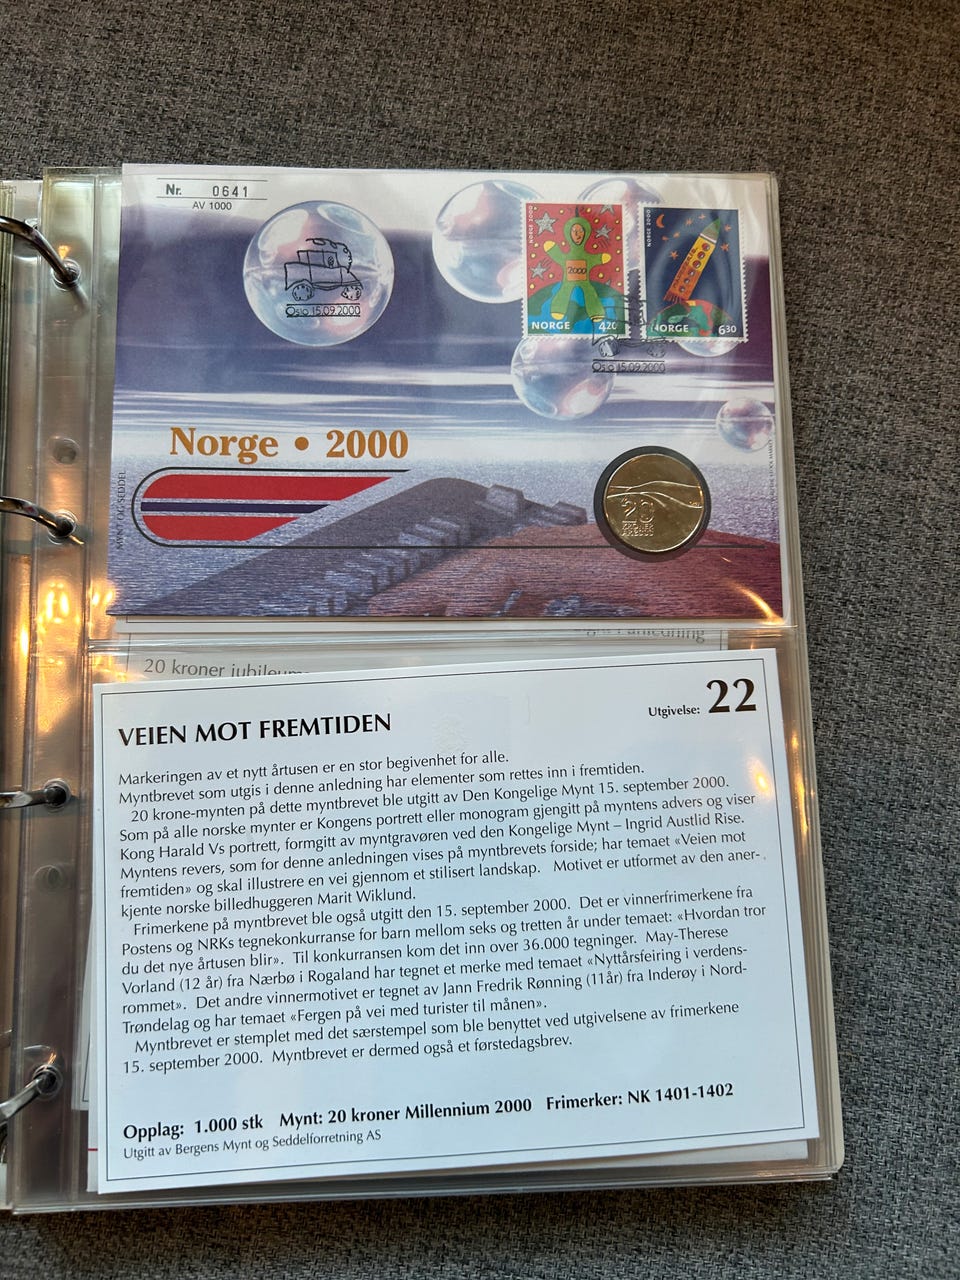 Nr. 0641
AV 1000
Oslo 15.09.2000
NORGE 2000
2000
NORGE 4,20
NORGE 2000
NORGE 6,30
Oslo 15.09.2000
Norge • 2000
MYNT OG SEDDEL
20
KRONER
20 kroner jubileums
anledning
VEIEN MOT FREMTIDEN
Utgivelse: 22
Markeringen av et nytt årtusen er en stor begivenhet for alle.
Myntbrevet som utgis i denne anledning har elementer som rettes inn i fremtiden.
20 krone-mynten på dette myntbrevet ble utgitt av Den Kongelige Mynt 15. september 2000.
Som på alle norske mynter er Kongens portrett eller monogram gjengitt på myntens advers og viser
Kong Harald Vs portrett, formgitt av myntgravøren ved den Kongelige Mynt – Ingrid Austlid Rise.
Myntens revers, som for denne anledningen vises på myntbrevets forside; har temaet «Veien mot
fremtiden» og skal illustrere en vei gjennom et stilisert landskap. Motivet er utformet av den aner-
kjente norske billedhuggeren Marit Wiklund.
Frimerkene på myntbrevet ble også utgitt den 15. september 2000. Det er vinnerfrimerkene fra
Postens og NRKs tegnekonkurranse for barn mellom seks og tretten år under temaet: «Hvordan tror
du det nye årtusen blir». Til konkurransen kom det inn over 36.000 tegninger. May-Therese
Vorland (12 år) fra Nærbø i Rogaland har tegnet et merke med temaet «Nyttårsfeiring i verdens-
rommet». Det andre vinnermotivet er tegnet av Jann Fredrik Rønning (11år) fra Inderøy i Nord-
Trøndelag og har temaet «Fergen på vei med turister til månen».
Myntbrevet er stemplet med det særstempel som ble benyttet ved utgivelsene av frimerkene
15. september 2000. Myntbrevet er dermed også et førstedagsbrev.
Opplag: 1.000 stk Mynt: 20 kroner Millennium 2000 Frimerker: NK 1401-1402
Utgitt av Bergens Mynt og Seddelforretning AS